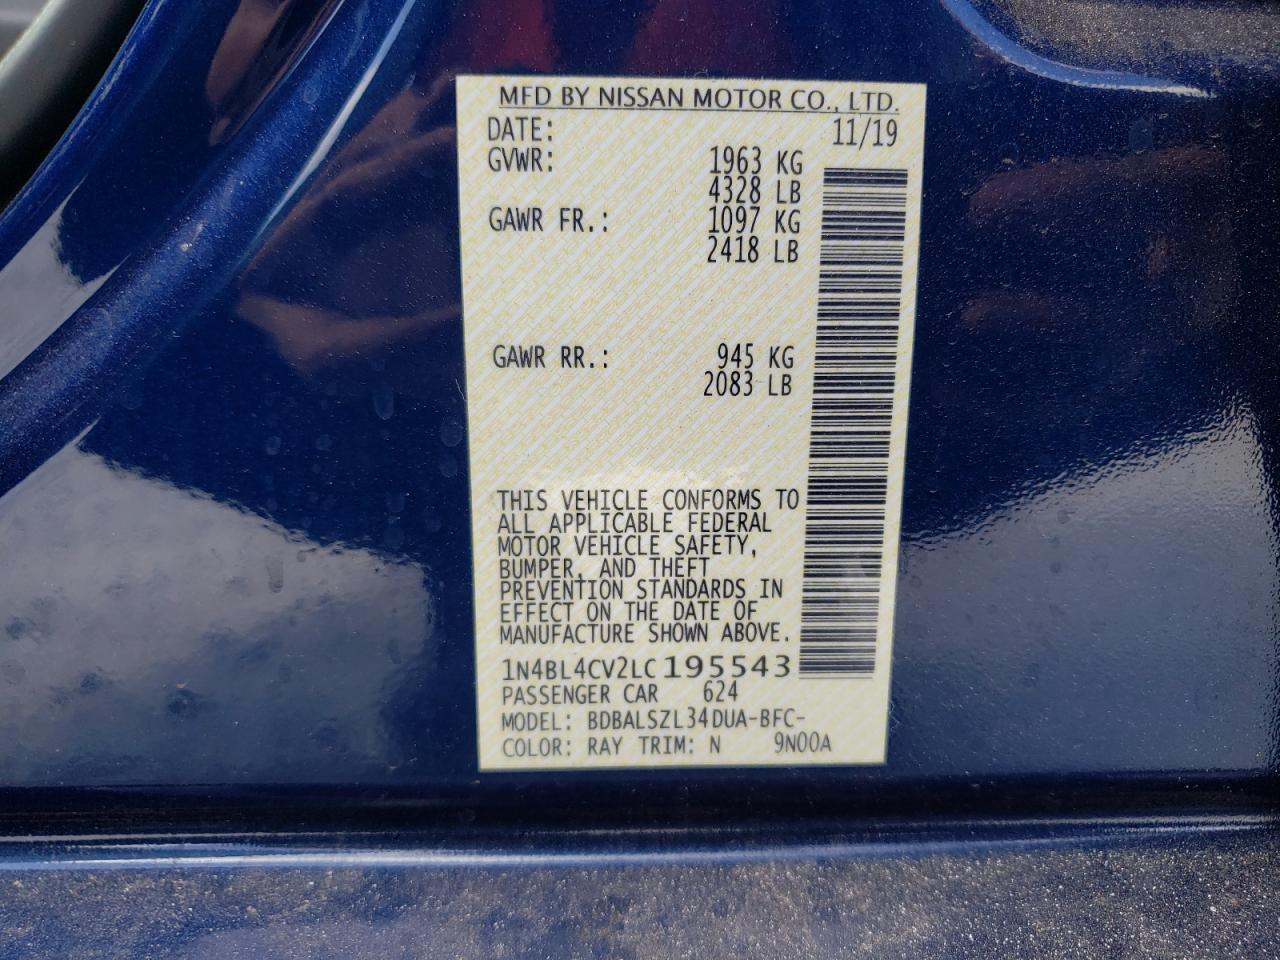 MFD BY NISSAN MOTOR CO., LTD.
DATE: 11/19
GVWR: 1963 KG
4328 LB
GAWR FR.: 1097 KG
2418 LB
GAWR RR.: 945 KG
2083 LB
THIS VEHICLE CONFORMS TO
ALL APPLICABLE FEDERAL
MOTOR VEHICLE SAFETY,
BUMPER, AND THEFT
PREVENTION STANDARDS IN
EFFECT ON THE DATE OF
MANUFACTURE SHOWN ABOVE.
1N4BL4CV2LC195543
PASSENGER CAR 624
MODEL: BDBALSZL34DUA-BFC-
COLOR: RAY TRIM: N 9N00A